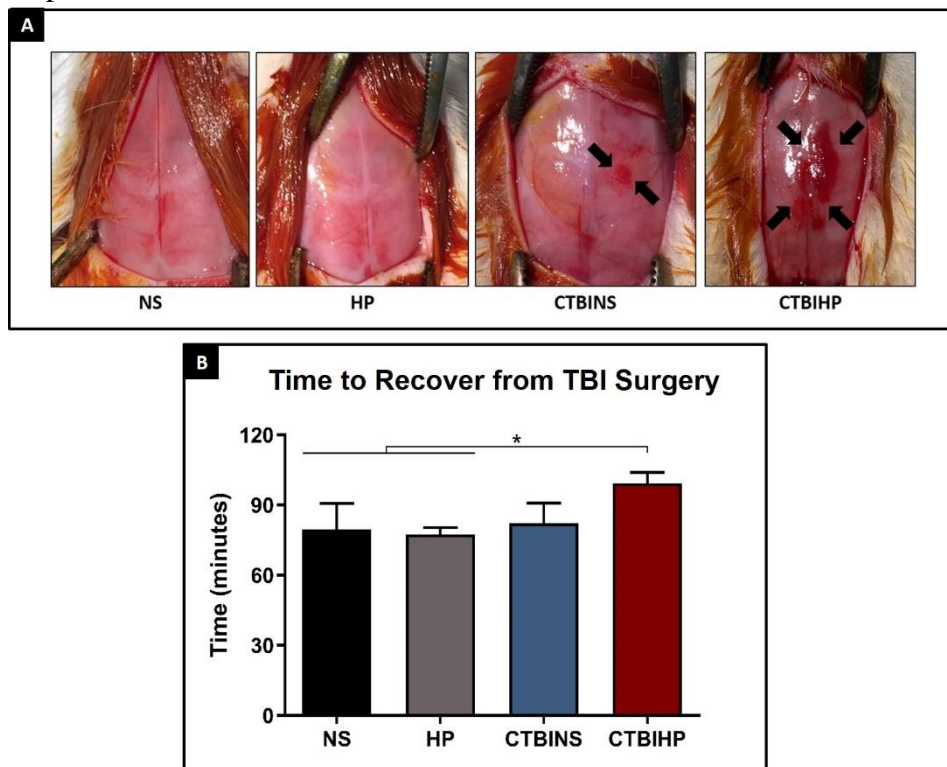 A
NS HP CTBINS CTBIHP
B
Time to Recover from TBI Surgery
Time (minutes)
120
90
60
30
0
*
NS HP CTBINS CTBIHP